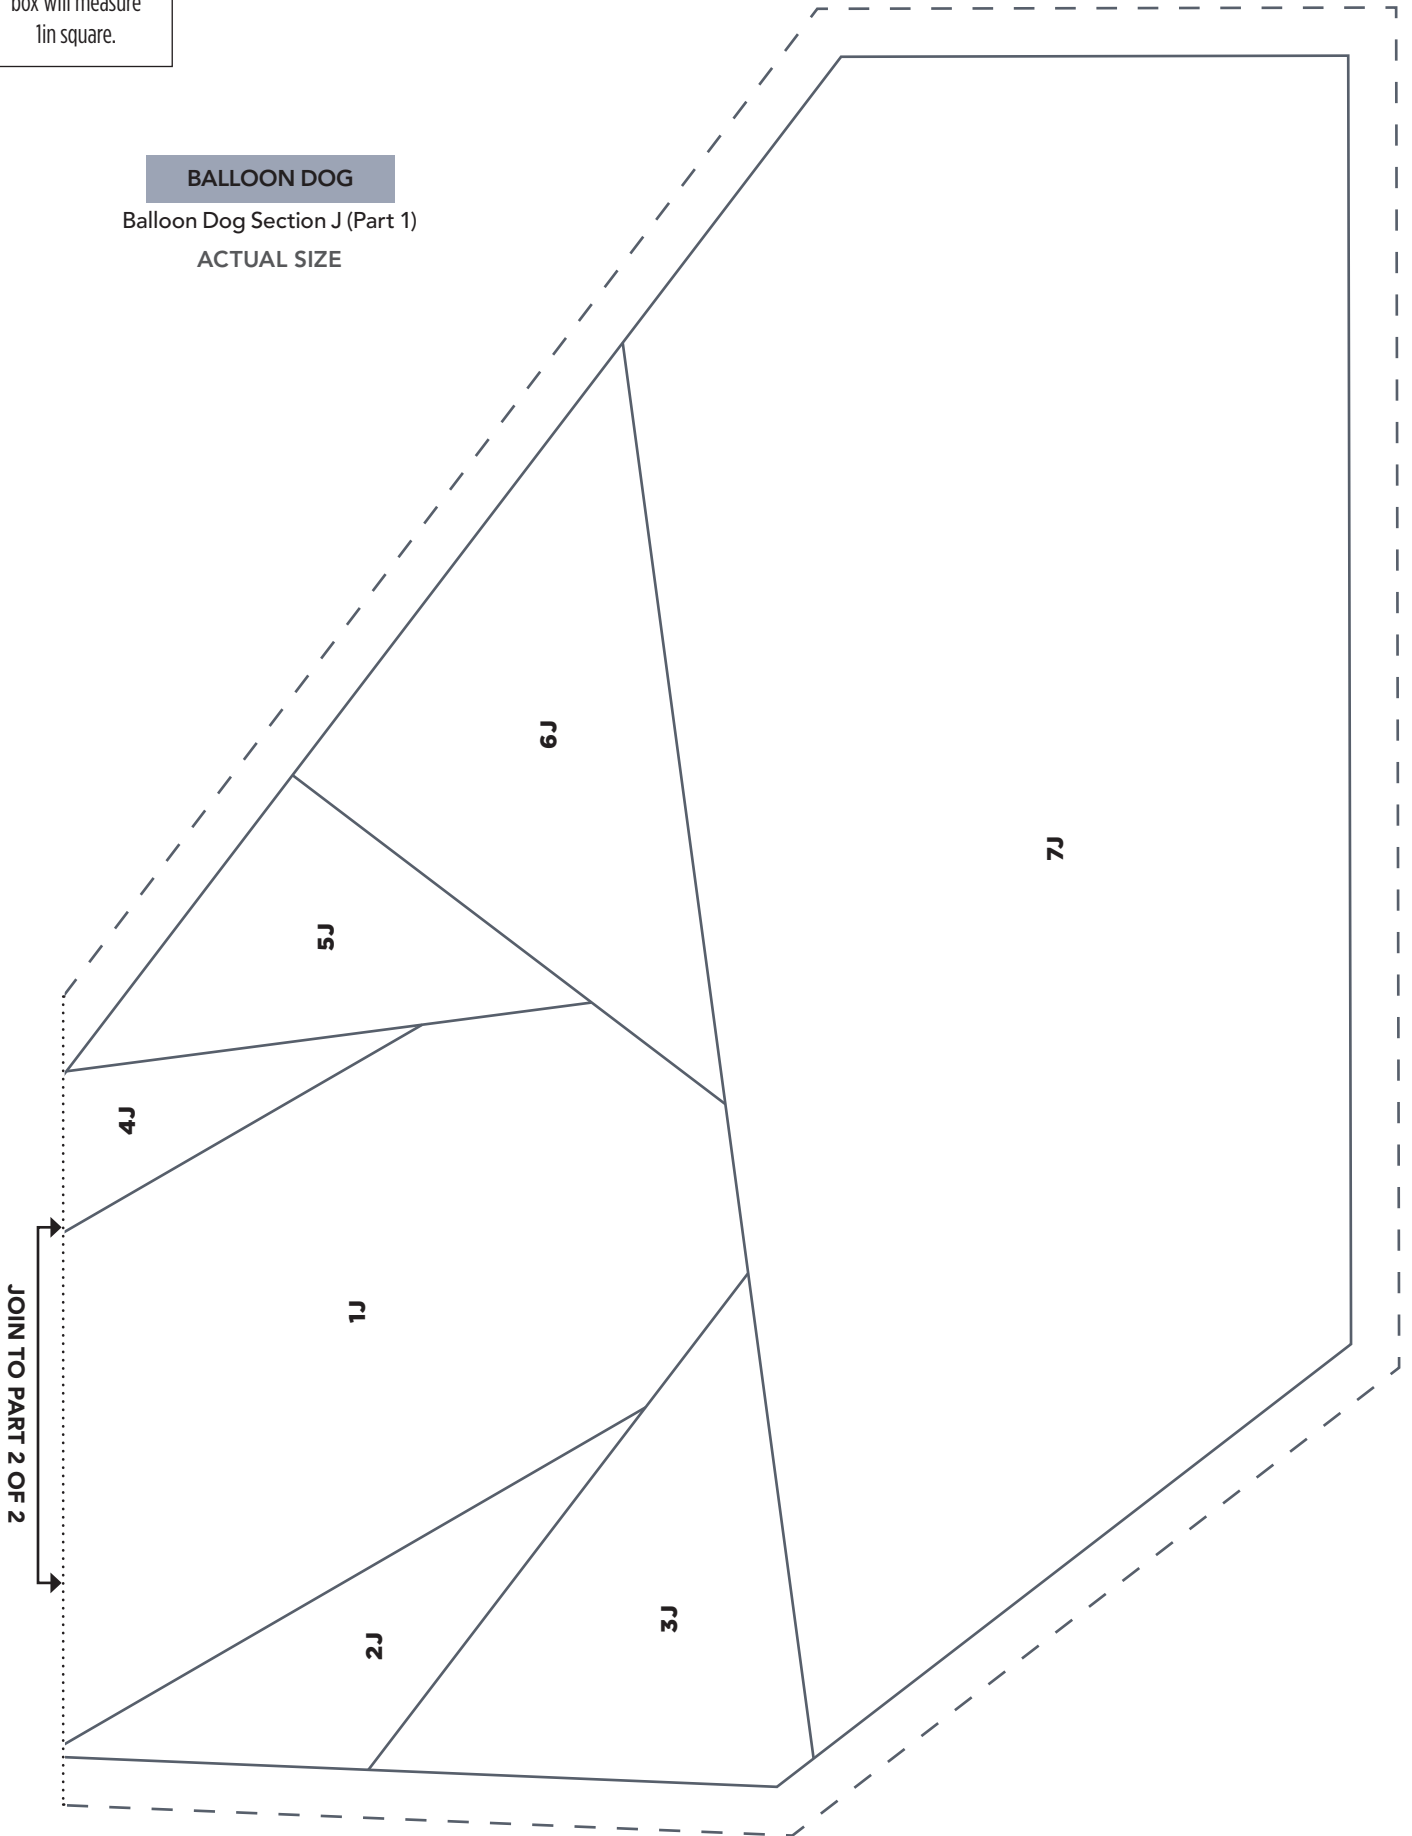 box will measure
1in square.
BALLOON DOG
Balloon Dog Section J (Part 1)
ACTUAL SIZE
6J
7J
5J
4J
1J
JOIN TO PART 2 OF 2
3J
2J